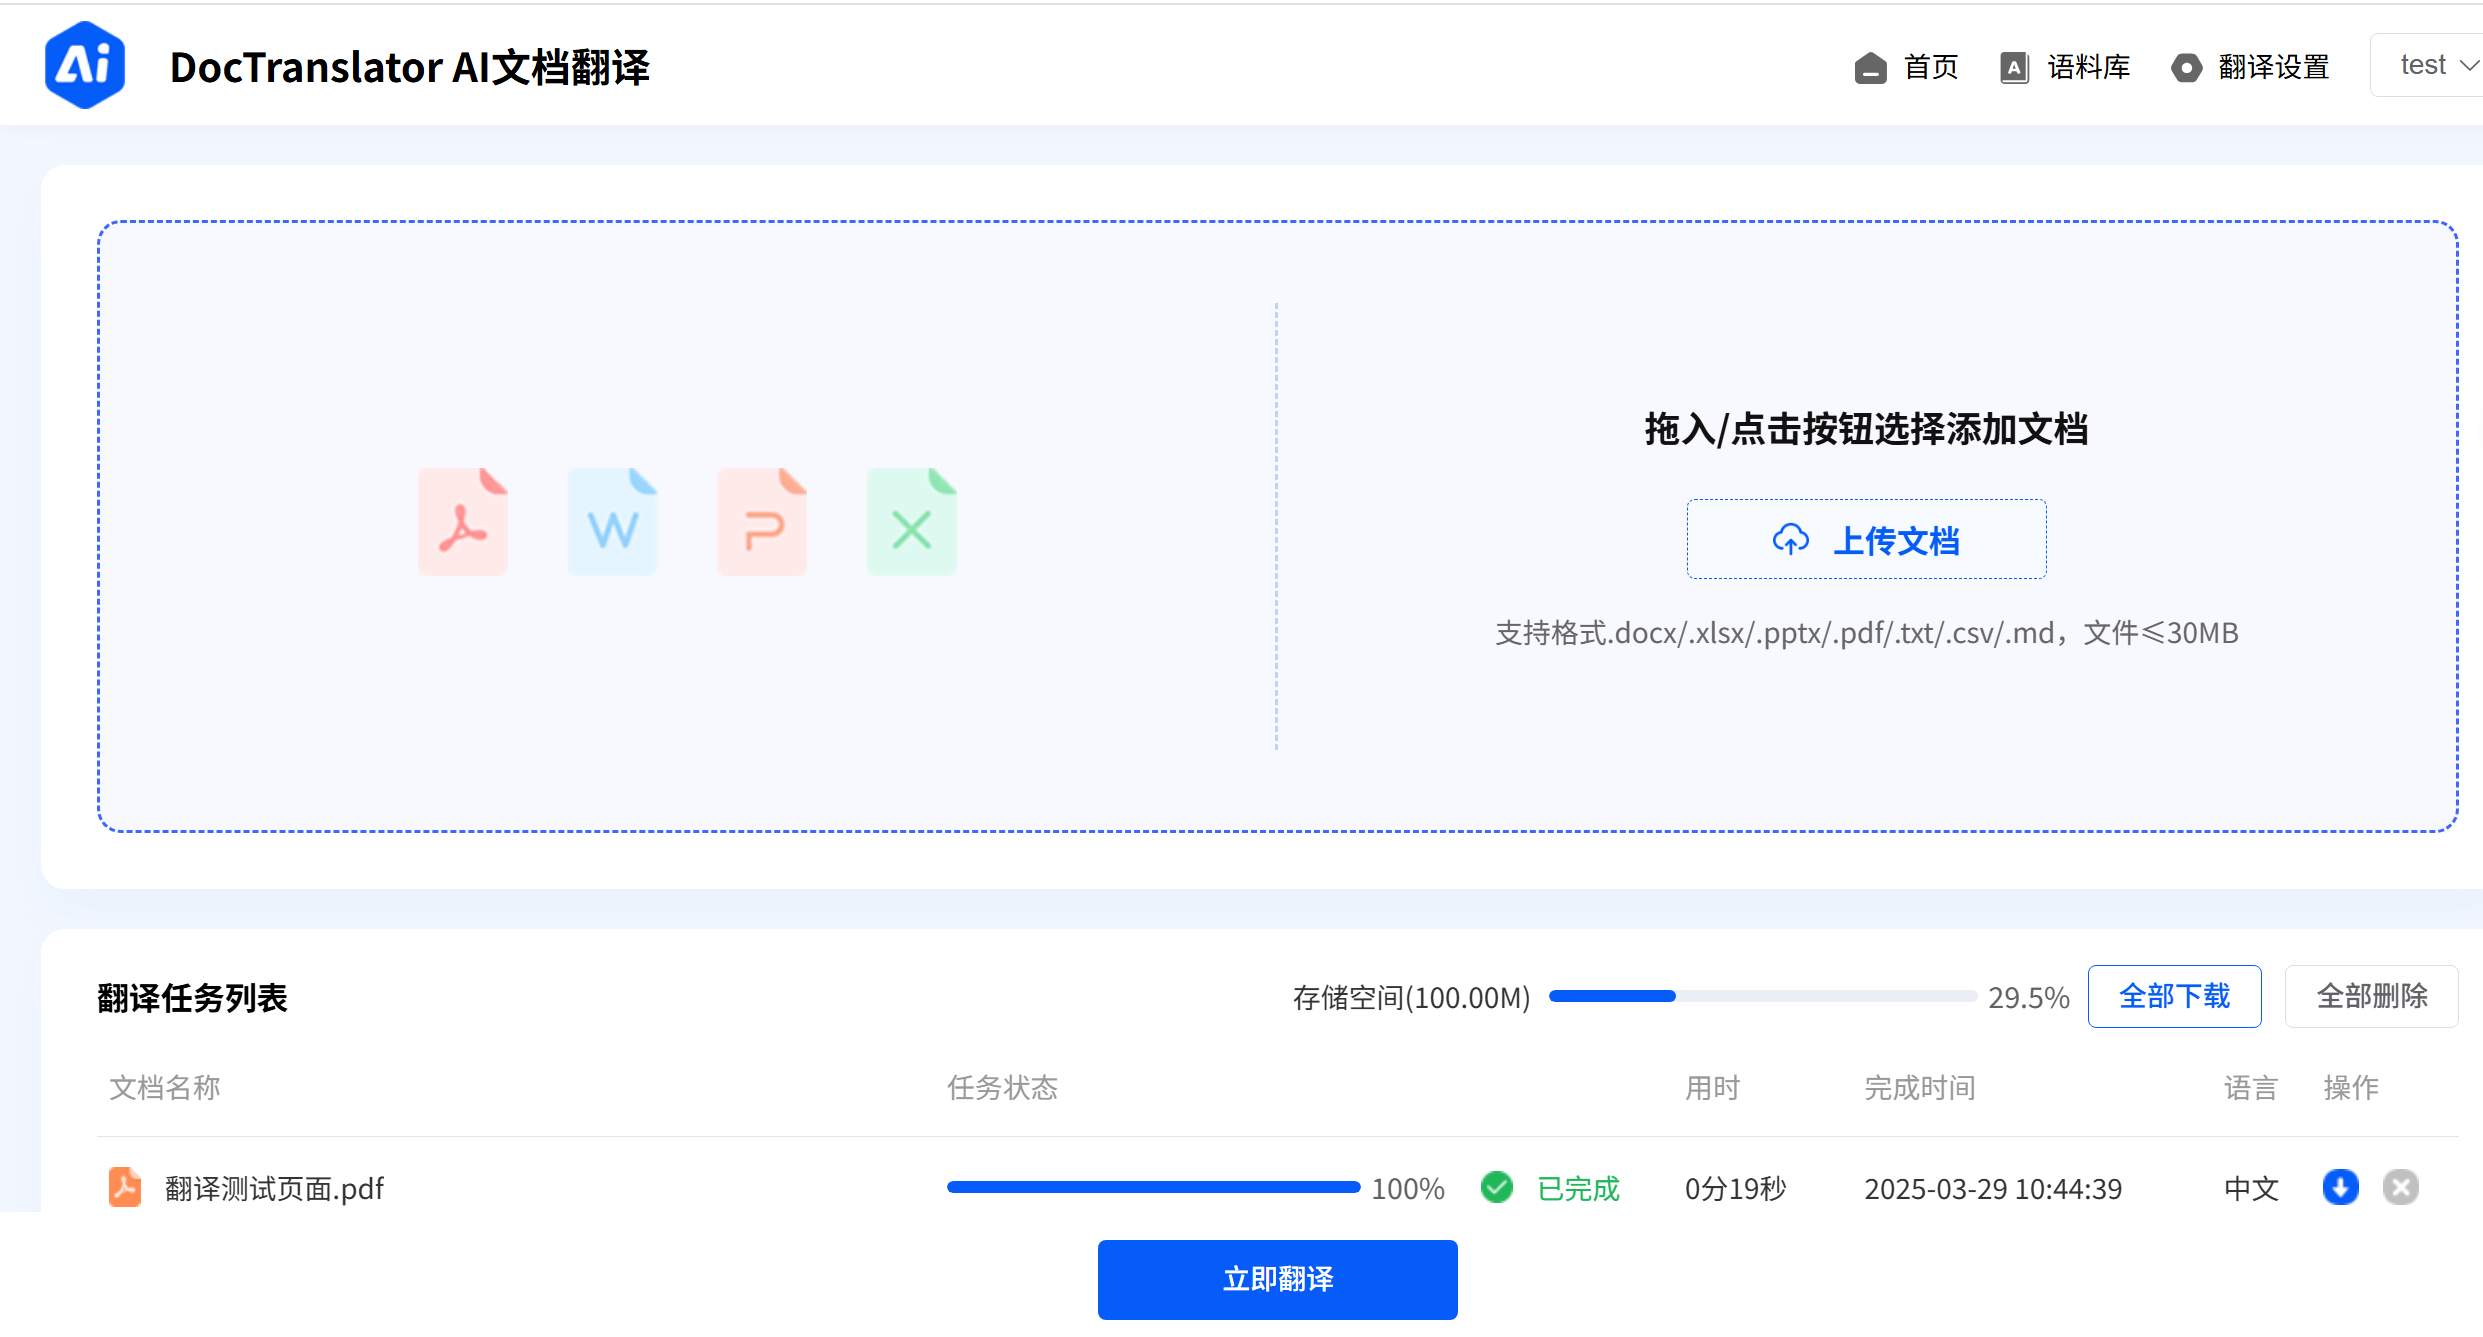 Ai
DocTranslator AI文档翻译
首页
A 语料库
翻译设置
test
拖入/点击按钮选择添加文档
W P X
上传文档
支持格式.docx/.xlsx/.pptx/.pdf/.txt/.csv/.md，文件≤30MB
翻译任务列表
存储空间(100.00M) 29.5% 全部下载 全部删除
文档名称 任务状态 用时 完成时间 语言 操作
翻译测试页面.pdf 100% 已完成 0分19秒 2025-03-29 10:44:39 中文
立即翻译